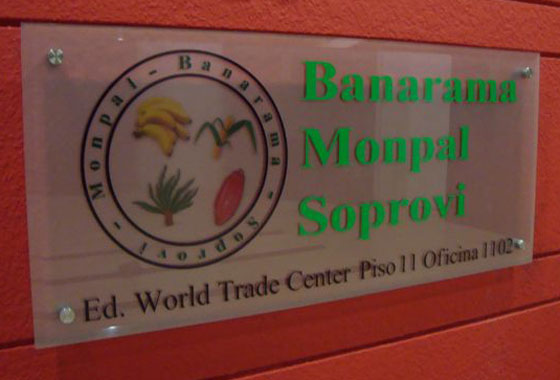 Monpal - Banarama - Soprovi -
Banarama
Monpal
Soprovi
Ed. World Trade Center Piso 11 Oficina 1102